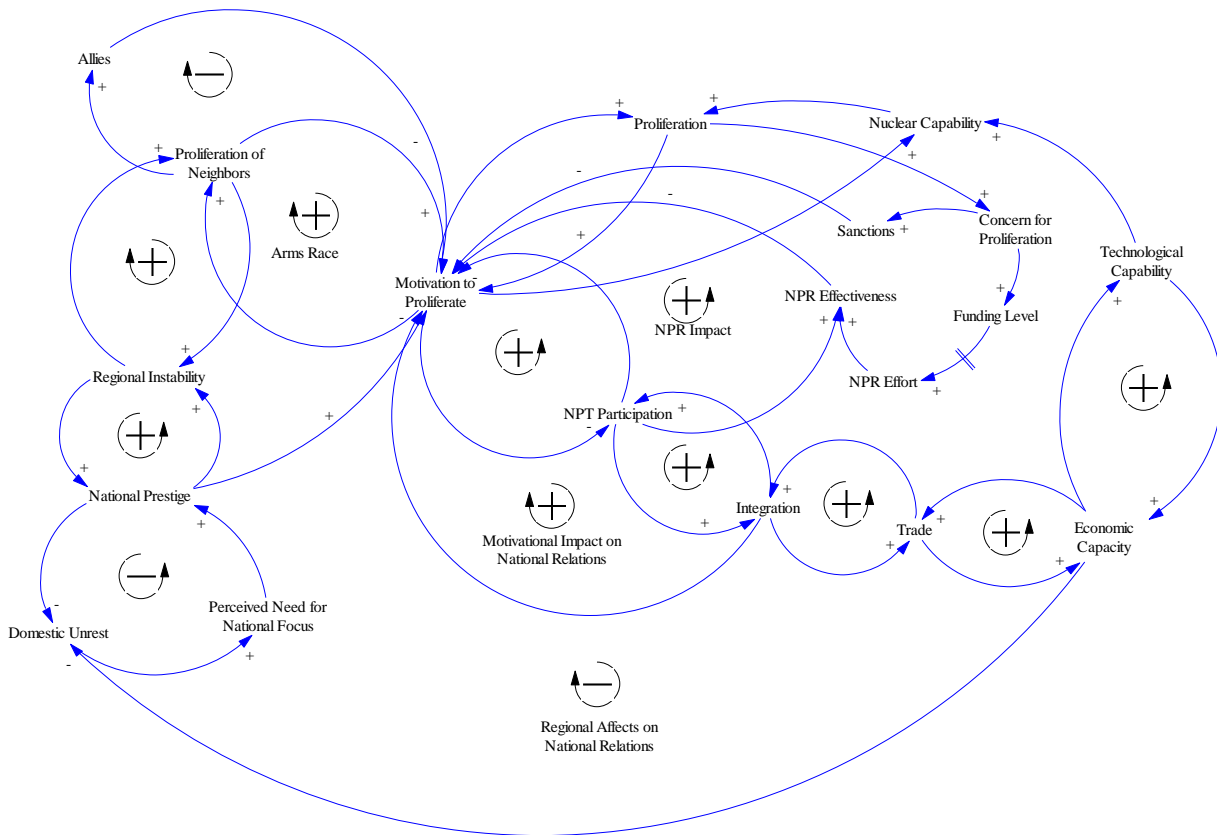 Allies
Proliferation
Nuclear Capability
Proliferation of
Neighbors
Concern for
Proliferation
Sanctions
Arms Race
Technological
Capability
Motivation to
Proliferate
NPR Effectiveness
Funding Level
NPR Impact
Regional Instability
NPR Effort
NPT Participation
National Prestige
Integration
Trade
Economic
Capacity
Motivational Impact on
National Relations
Perceived Need for
National Focus
Domestic Unrest
Regional Affects on
National Relations